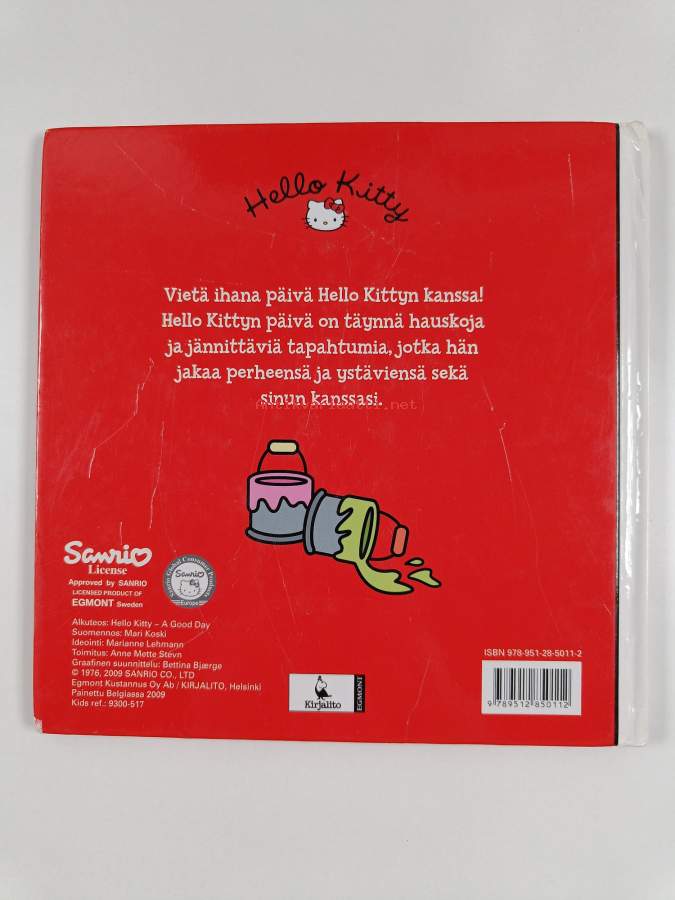 Hello Kitty
Vietä ihana päivä Hello Kittyn kanssa!
Hello Kittyn päivä on täynnä hauskoja
ja jännittäviä tapahtumia, jotka hän
jakaa perheensä ja ystäviensä sekä
sinun kanssasi.
antikvariaatti.net
Sanrio
License
Approved by SANRIO
LICENSED PRODUCT OF
EGMONT Sweden
Sanrio
Europe
Alkuteos: Hello Kitty – A Good Day
Suomennos: Mari Koski
Ideointi: Marianne Lehmann
Toimitus: Anne Mette Stevn
Graafinen suunnittelu: Bettina Bjærge
© 1976, 2009 SANRIO CO., LTD
Egmont Kustannus Oy Ab / KIRJALITO, Helsinki
Painettu Belgiassa 2009
Kids ref.: 9300-517
Kirjalito
EGMONT
ISBN 978-951-28-5011-2
9 789512 850112